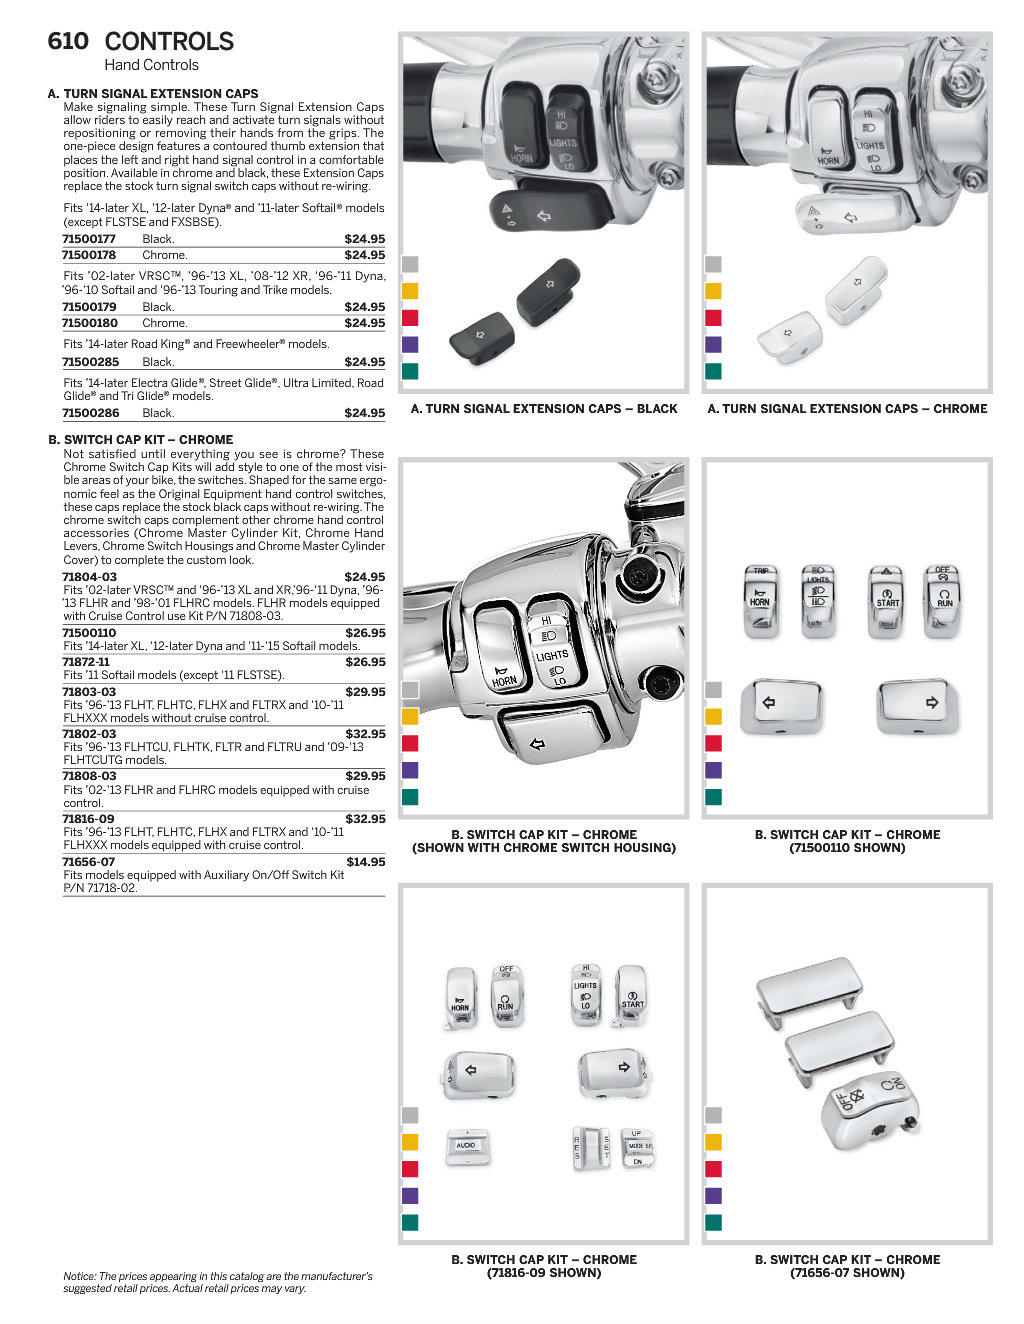 610 CONTROLS
Hand Controls
A. TURN SIGNAL EXTENSION CAPS
Make signaling simple. These Turn Signal Extension Caps
allow riders to easily reach and activate turn signals without
repositioning or removing their hands from the grips. The
one-piece design features a contoured thumb extension that
places the left and right hand signal control in a comfortable
position. Available in chrome and black, these Extension Caps
replace the stock turn signal switch caps without re-wiring.
Fits '14-later XL, '12-later Dyna® and '11-later Softail® models
(except FLSTSE and FXSBSE).
71500177 Black. $24.95
71500178 Chrome. $24.95
Fits '02-later VRSC™, '96-'13 XL, '08-'12 XR, '96-'11 Dyna,
'96-'10 Softail and '96-'13 Touring and Trike models.
71500179 Black. $24.95
71500180 Chrome. $24.95
Fits '14-later Road King® and Freewheeler® models.
71500285 Black. $24.95
Fits '14-later Electra Glide®, Street Glide®, Ultra Limited, Road
Glide® and Tri Glide® models.
71500286 Black. $24.95
B. SWITCH CAP KIT – CHROME
Not satisfied until everything you see is chrome? These
Chrome Switch Cap Kits will add style to one of the most visi-
ble areas of your bike, the switches. Shaped for the same ergo-
nomic feel as the Original Equipment hand control switches,
these caps replace the stock black caps without re-wiring. The
chrome switch caps complement other chrome hand control
accessories (Chrome Master Cylinder Kit, Chrome Hand
Levers, Chrome Switch Housings and Chrome Master Cylinder
Cover) to complete the custom look.
71804-03 $24.95
Fits '02-later VRSC™ and '96-'13 XL and XR,'96-'11 Dyna, '96-
'13 FLHR and '98-'01 FLHRC models. FLHR models equipped
with Cruise Control use Kit P/N 71808-03.
71500110 $26.95
Fits '14-later XL, '12-later Dyna and '11-'15 Softail models.
71872-11 $26.95
Fits '11 Softail models (except '11 FLSTSE).
71803-03 $29.95
Fits '96-'13 FLHT, FLHTC, FLHX and FLTRX and '10-'11
FLHXXX models without cruise control.
71802-03 $32.95
Fits '96-'13 FLHTCU, FLHTK, FLTR and FLTRU and '09-'13
FLHTCUTG models.
71808-03 $29.95
Fits '02-'13 FLHR and FLHRC models equipped with cruise
control.
71816-09 $32.95
Fits '96-'13 FLHT, FLHTC, FLHX and FLTRX and '10-'11
FLHXXX models equipped with cruise control.
71656-07 $14.95
Fits models equipped with Auxiliary On/Off Switch Kit
P/N 71718-02.
Notice: The prices appearing in this catalog are the manufacturer's
suggested retail prices. Actual retail prices may vary.
HI
LIGHTS
HORN
LO
A. TURN SIGNAL EXTENSION CAPS – BLACK
HI
LIGHTS
HORN
LO
A. TURN SIGNAL EXTENSION CAPS – CHROME
HI
LIGHTS
HORN
LO
B. SWITCH CAP KIT – CHROME
(SHOWN WITH CHROME SWITCH HOUSING)
TRIP
OFF
LIGHTS
HORN
START
RUN
B. SWITCH CAP KIT – CHROME
(71500110 SHOWN)
OFF
HI
LIGHTS
HORN
RUN
LO
START
AUDIO
RES
SET
UP
MODE SEL
DN
B. SWITCH CAP KIT – CHROME
(71816-09 SHOWN)
OFF
ON
B. SWITCH CAP KIT – CHROME
(71656-07 SHOWN)